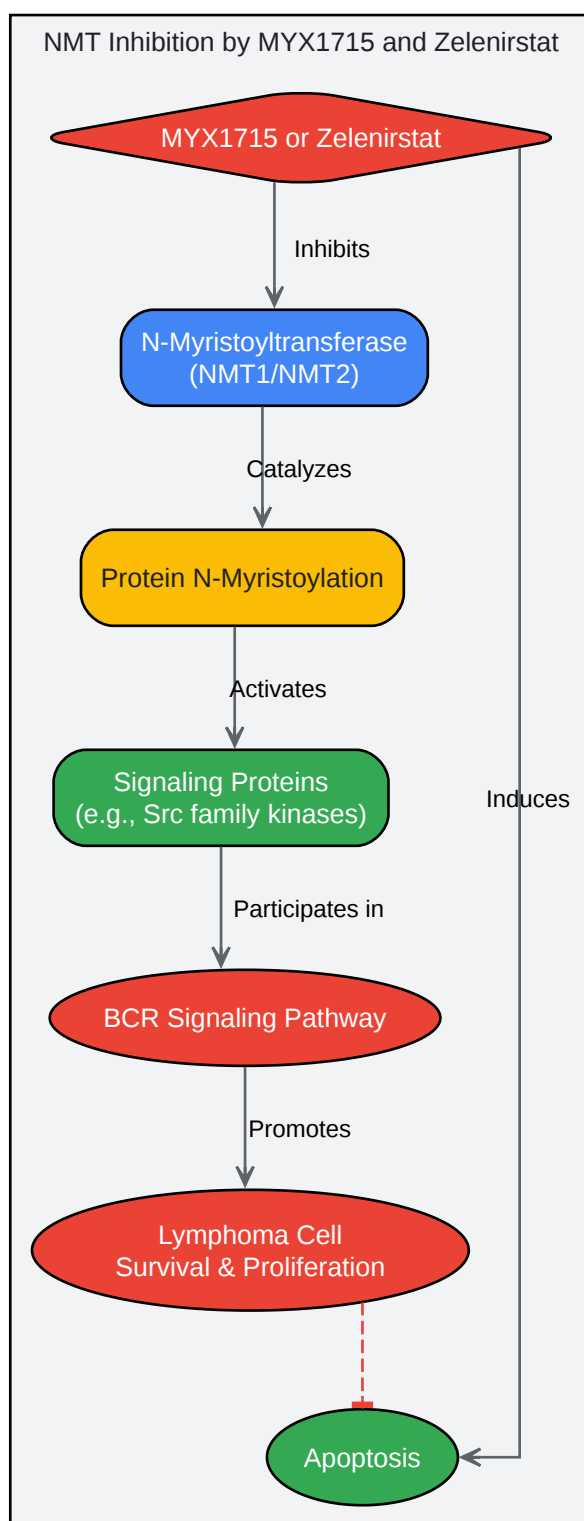 NMT Inhibition by MYX1715 and Zelenirstat
MYX1715 or Zelenirstat
Inhibits
N-Myristoyltransferase
(NMT1/NMT2)
Catalyzes
Protein N-Myristoylation
Activates
Signaling Proteins
(e.g., Src family kinases)
Induces
Participates in
BCR Signaling Pathway
Promotes
Lymphoma Cell
Survival & Proliferation
Apoptosis